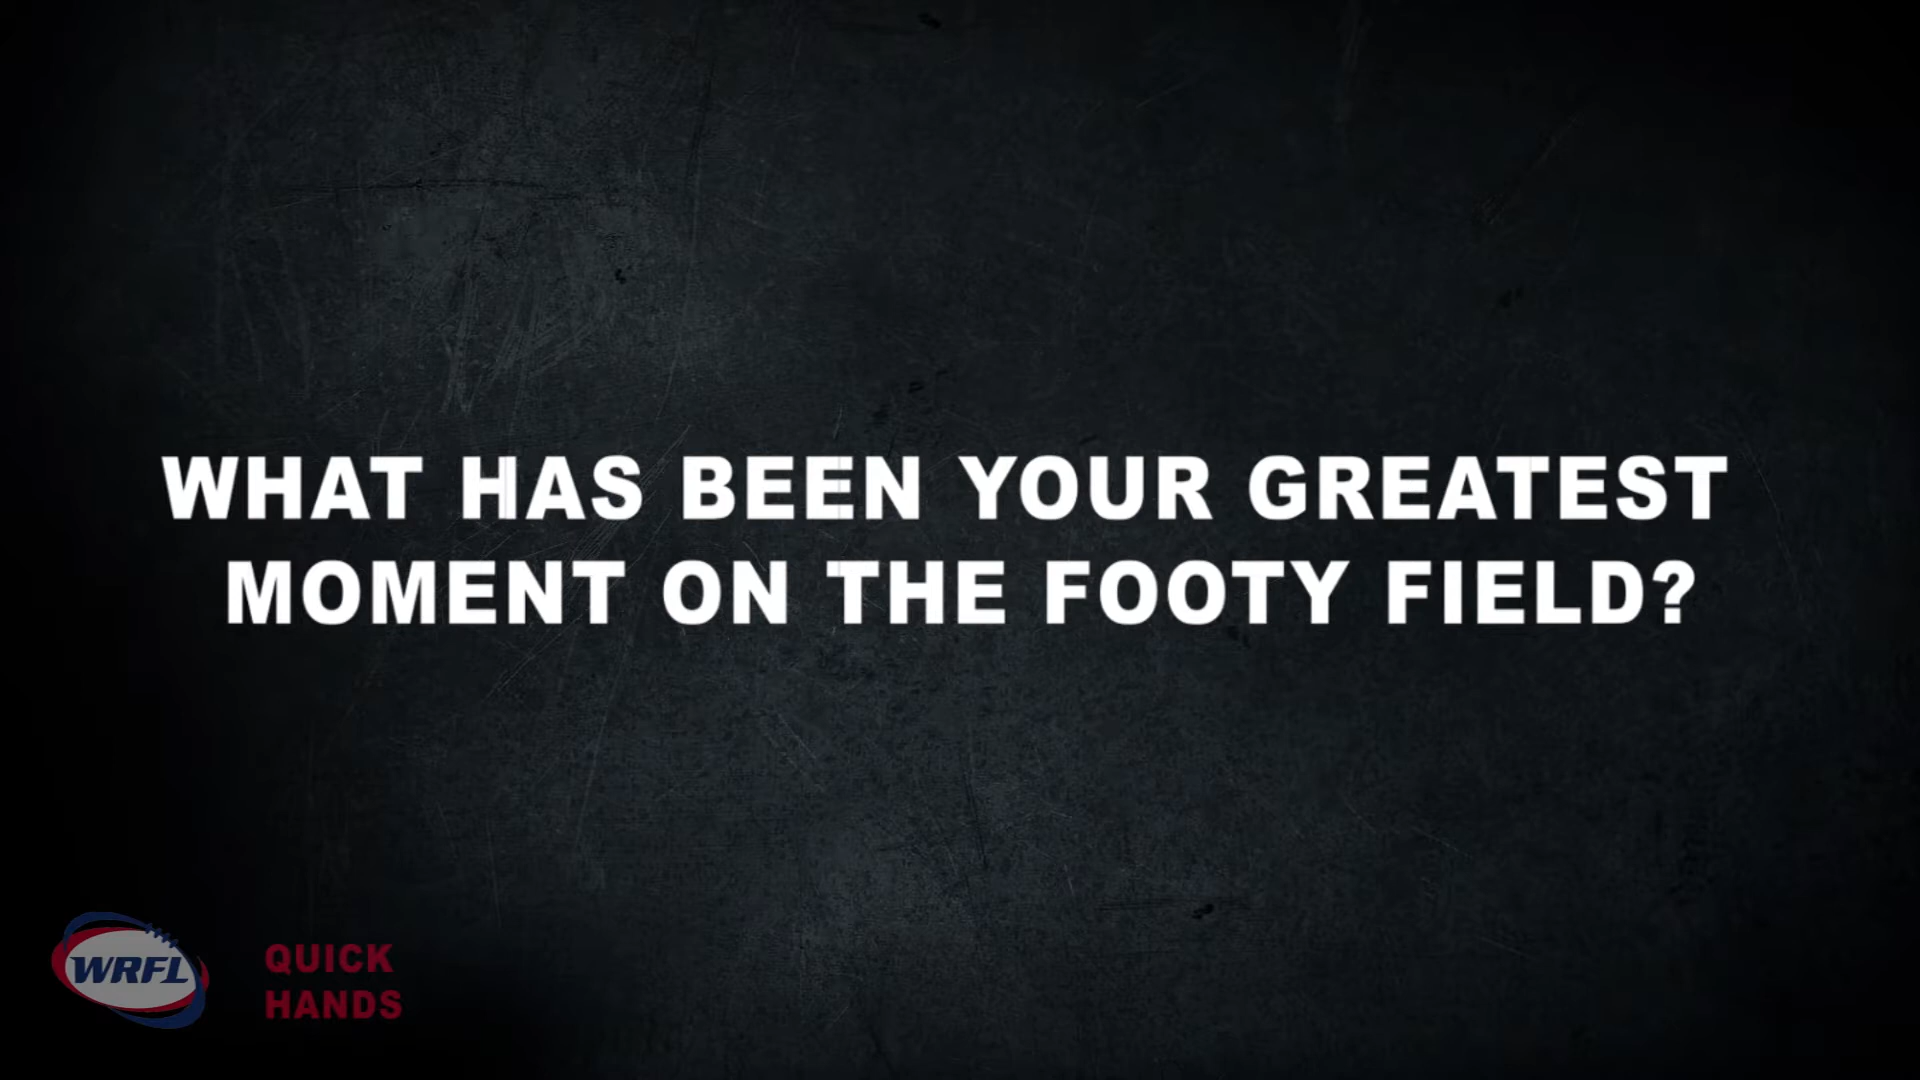 WHAT HAS BEEN YOUR GREATEST
MOMENT ON THE FOOTY FIELD?
WRFL
QUICK
HANDS